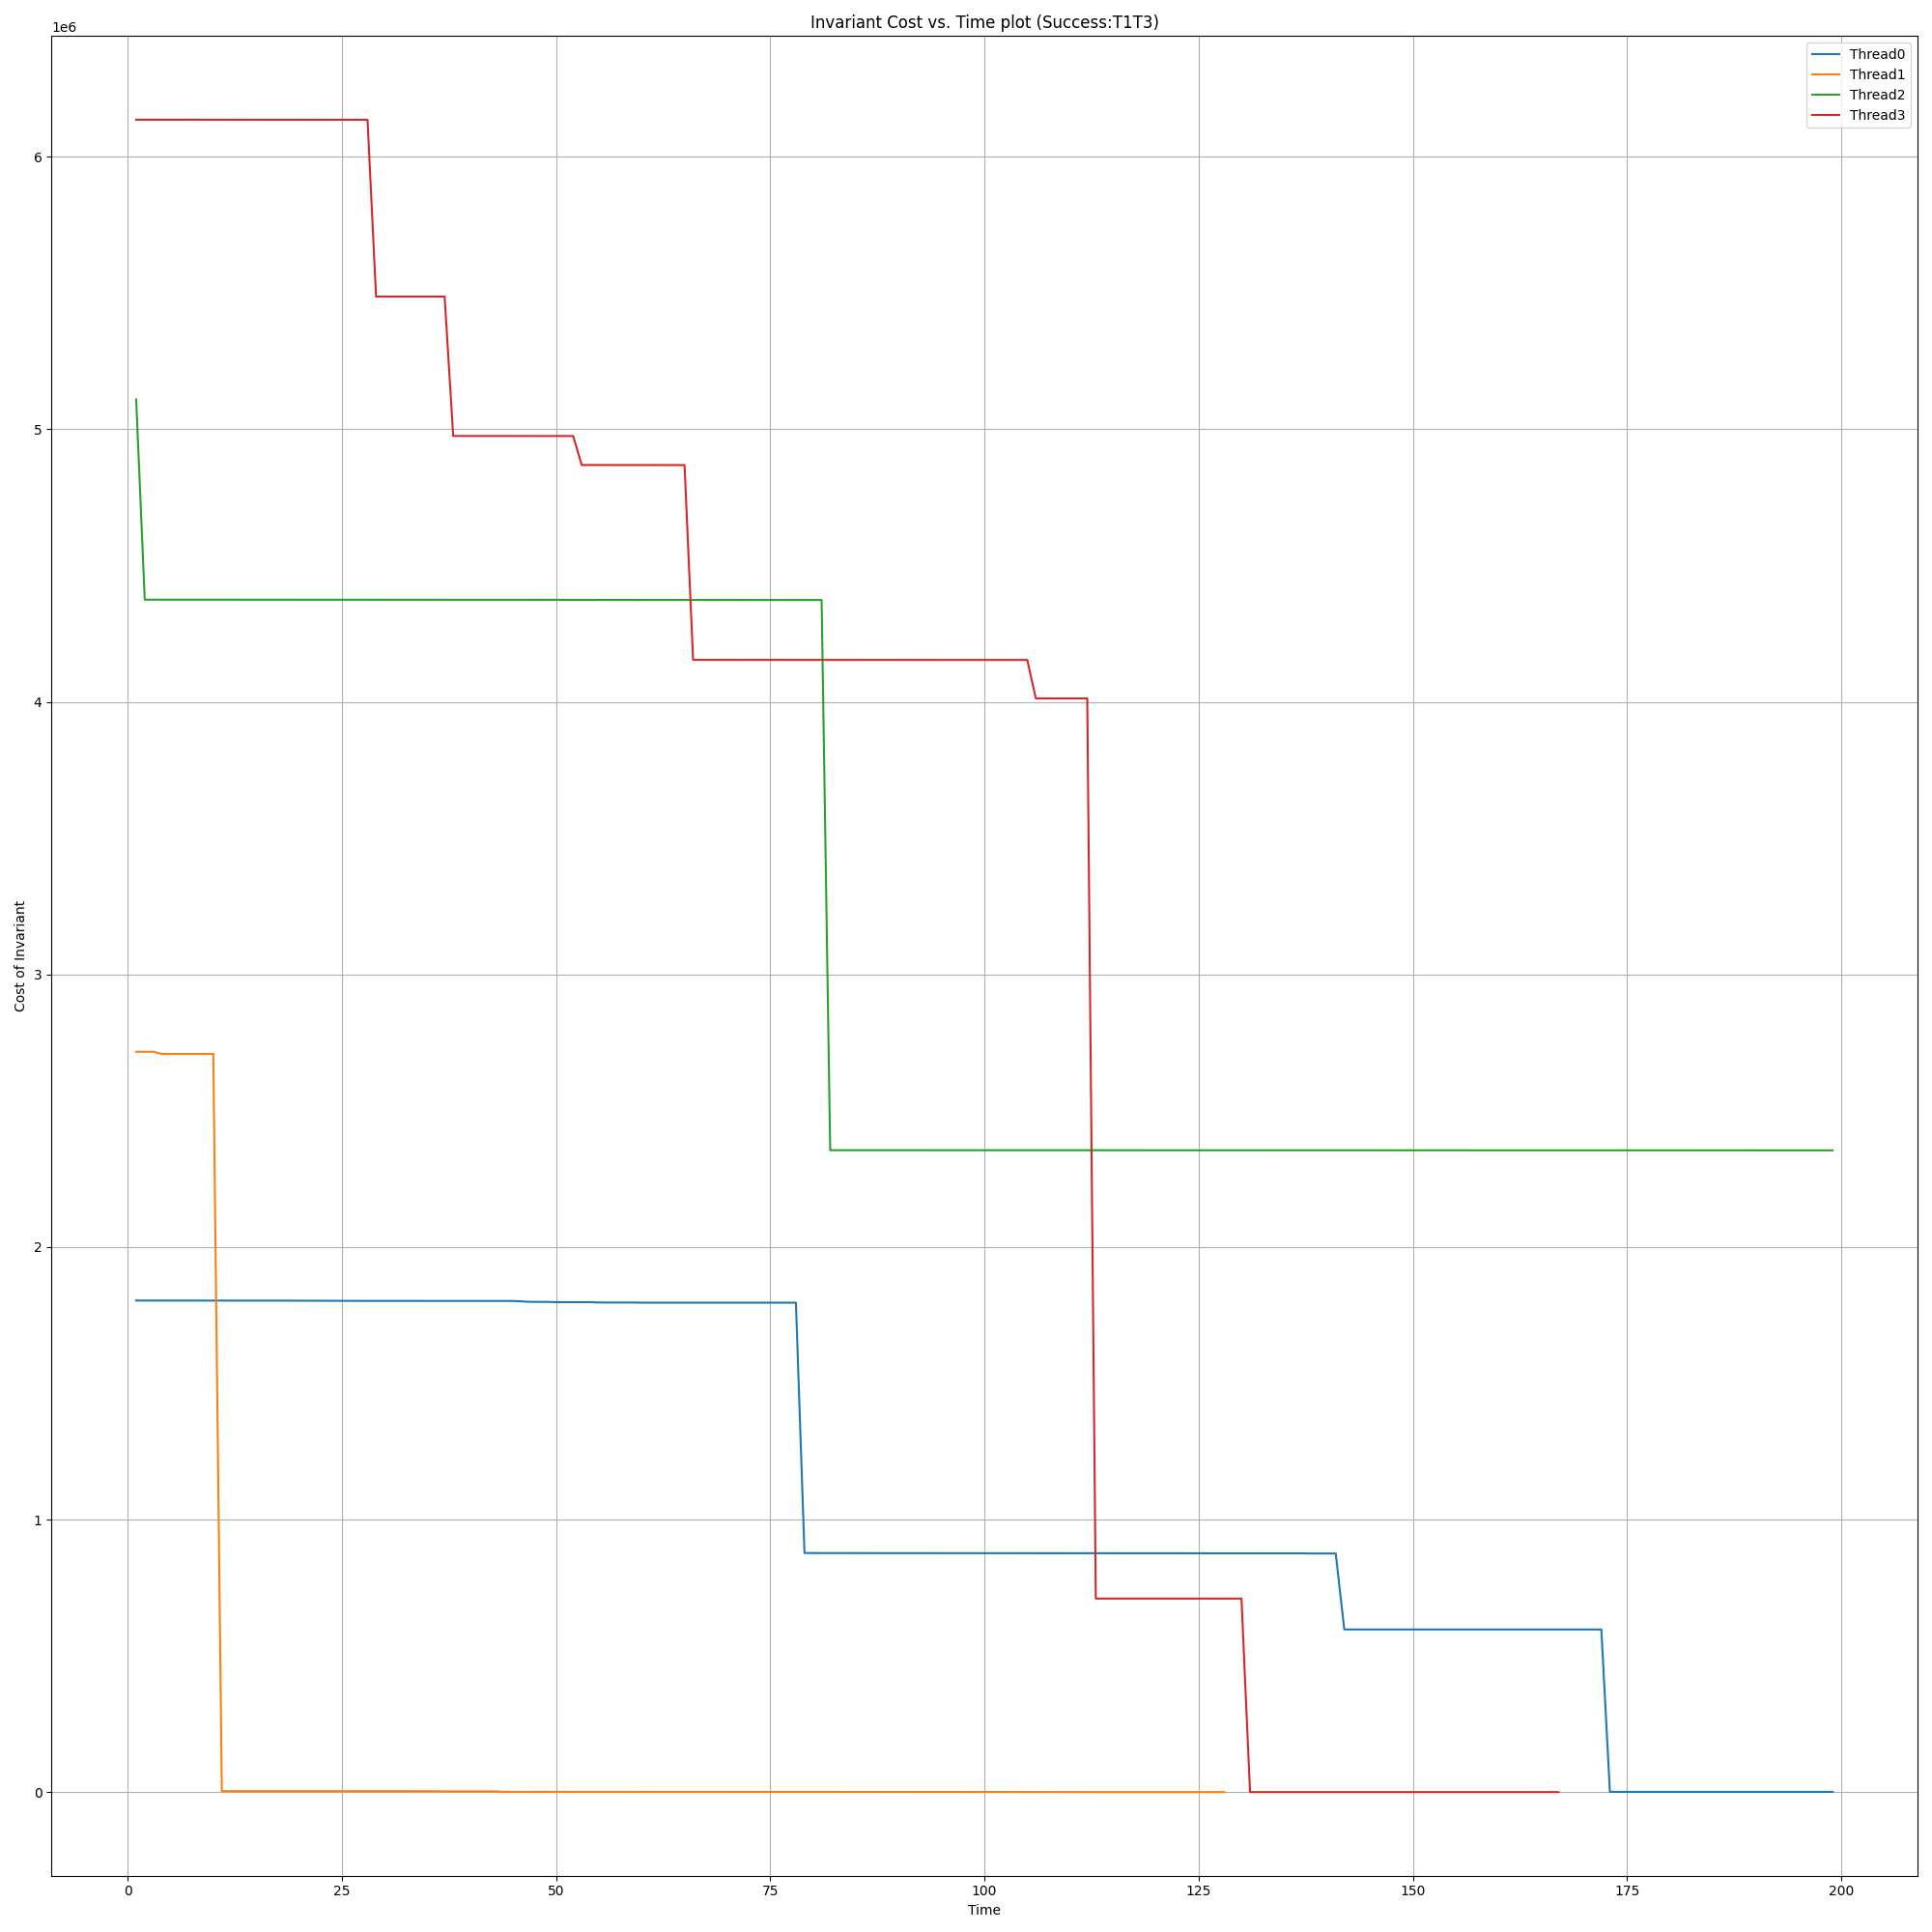 Invariant Cost vs. Time plot (Success:T1T3)
1e6
Thread0
Thread1
Thread2
Thread3
6
5
4
3
2
1
0
Cost of Invariant
0 25 50 75 100 125 150 175 200
Time